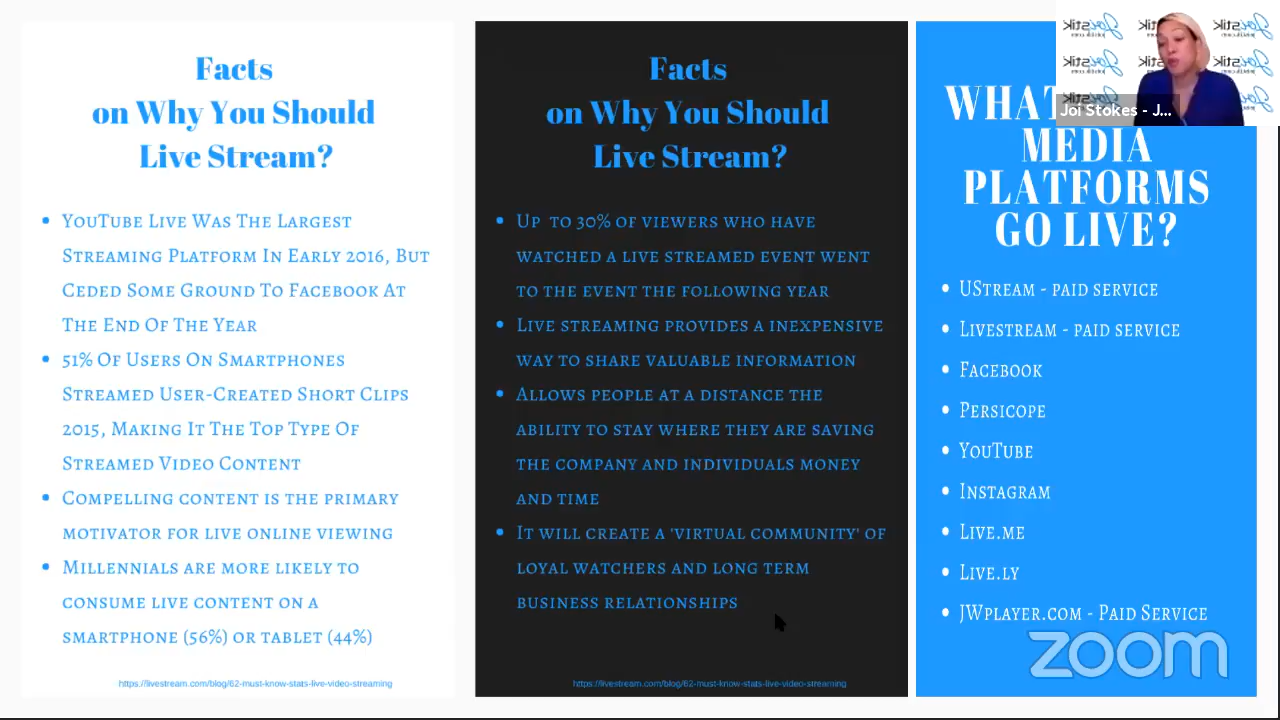 Facts
on Why You Should
Live Stream?
YouTube Live Was The Largest
Streaming Platform In Early 2016, But
Ceded Some Ground To Facebook At
The End Of The Year
51% Of Users On Smartphones
Streamed User-Created Short Clips
2015, Making It The Top Type Of
Streamed Video Content
Compelling content is the primary
motivator for live online viewing
Millennials are more likely to
consume live content on a
smartphone (56%) or tablet (44%)
https://livestream.com/blog/62-must-know-stats-live-video-streaming
Facts
on Why You Should
Live Stream?
Up to 30% of viewers who have
watched a live streamed event went
to the event the following year
Live streaming provides a inexpensive
way to share valuable information
Allows people at a distance the
ability to stay where they are saving
the company and individuals money
and time
It will create a 'virtual community' of
loyal watchers and long term
business relationships
https://livestream.com/blog/62-must-know-stats-live-video-streaming
WHAT
MEDIA
PLATFORMS
GO LIVE?
UStream - paid service
Livestream - paid service
Facebook
Persicope
YouTube
Instagram
Live.me
Live.ly
JWplayer.com - Paid Service
Joi Stokes - J...
zoom